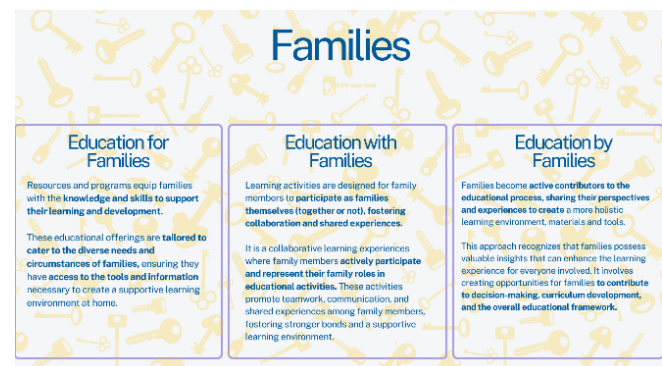 Families
Education for
Families
Resources and programs equip families
with the knowledge and skills to support
their learning and development.
These educational offerings are tailored to
cater to the diverse needs and
circumstances of families, ensuring they
have access to the tools and information
necessary to create a supportive learning
environment at home.
Education with
Families
Learning activities are designed for family
members to participate as families
themselves (together or not), fostering
collaboration and shared experiences.
It is a collaborative learning experiences
where family members actively participate
and represent their family roles in
educational activities. These activities
promote teamwork, communication, and
shared experiences among family members,
fostering stronger bonds and a supportive
learning environment.
Education by
Families
Families become active contributors to the
educational process, sharing their perspectives
and experiences to create a more holistic
learning environment, materials and tools.
This approach recognizes that families possess
valuable insights that can enhance the learning
experience for everyone involved. It involves
creating opportunities for families to contribute
to decision-making, curriculum development,
and the overall educational framework.